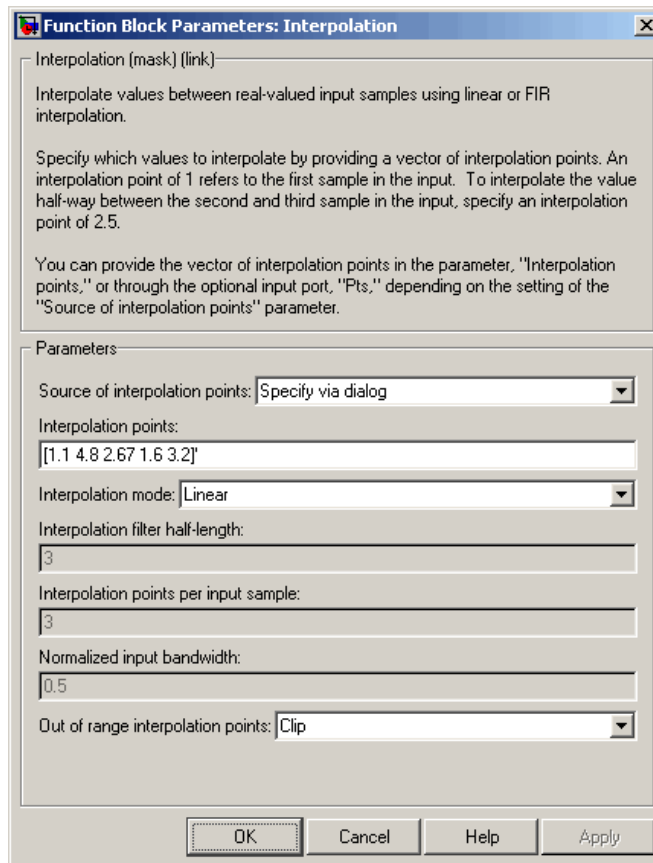 Function Block Parameters: Interpolation
Interpolation (mask) (link)
Interpolate values between real-valued input samples using linear or FIR
interpolation.
Specify which values to interpolate by providing a vector of interpolation points. An
interpolation point of 1 refers to the first sample in the input. To interpolate the value
half-way between the second and third sample in the input, specify an interpolation
point of 2.5.
You can provide the vector of interpolation points in the parameter, "Interpolation
points," or through the optional input port, "Pts," depending on the setting of the
"Source of interpolation points" parameter.
Parameters
Source of interpolation points: Specify via dialog
Interpolation points:
[1.1 4.8 2.67 1.6 3.2]'
Interpolation mode: Linear
Interpolation filter half-length:
3
Interpolation points per input sample:
3
Normalized input bandwidth:
0.5
Out of range interpolation points: Clip
OK Cancel Help Apply